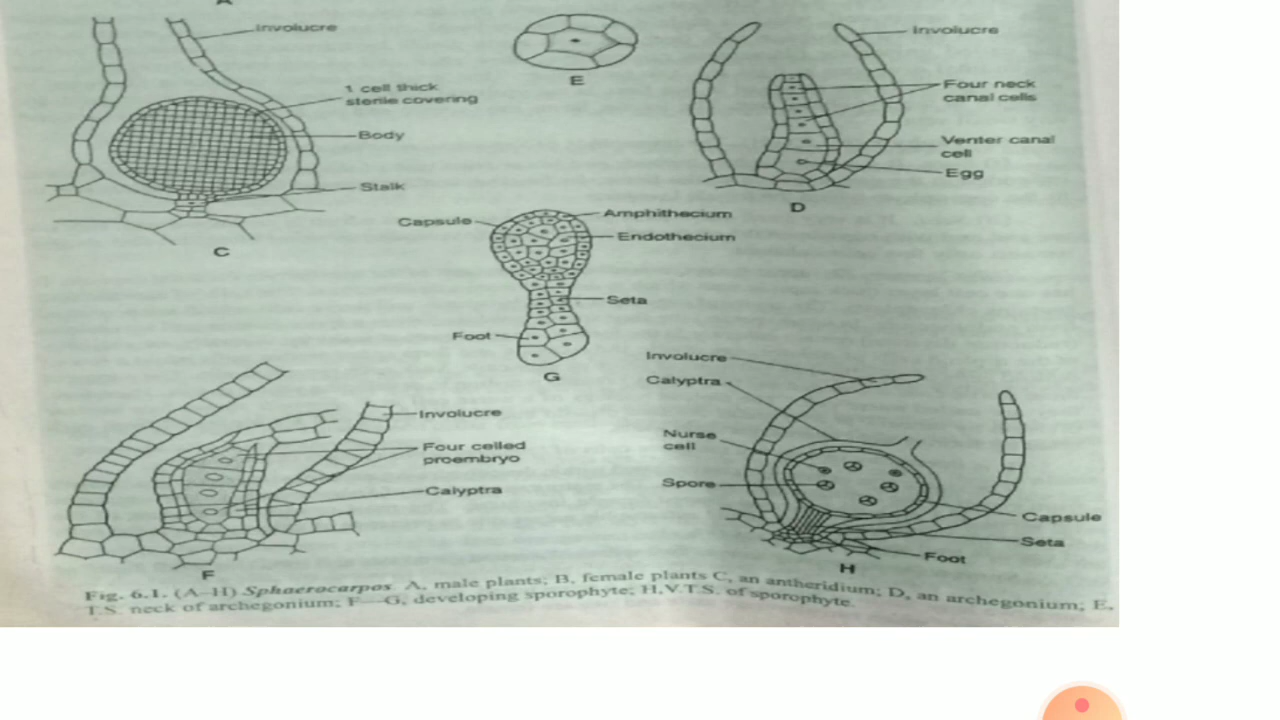 A
Involucre
1 cell thick
sterile covering
Body
Stalk
C
E
Involucre
Four neck
canal cells
Venter canal
cell
Egg
D
Capsule
Amphithecium
Endothecium
Seta
Foot
G
Involucre
Four celled
proembryo
Calyptra
F
Involucre
Calyptra
Nurse
cell
Spore
Capsule
Seta
Foot
H
Fig. 6.1. (A–H) Sphaerocarpos A, male plants; B, female plants C, an antheridium; D, an archegonium; E,
T.S. neck of archegonium; F—G, developing sporophyte; H,V.T.S. of sporophyte.